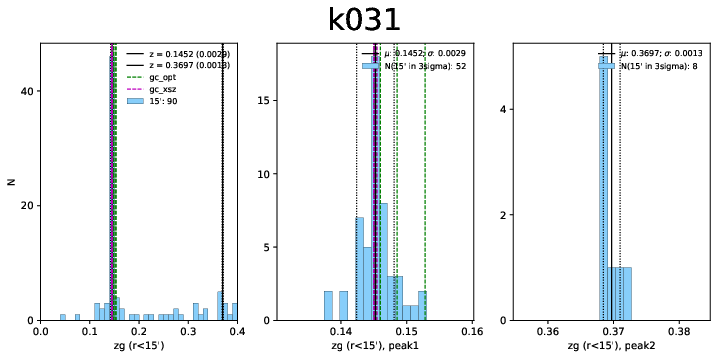 k031
z = 0.1452 (0.0029)
z = 0.3697 (0.0013)
gc_opt
gc_xsz
15': 90
N
40
20
0
0.0 0.1 0.2 0.3 0.4
zg (r<15')
μ: 0.1452; σ: 0.0029
N(15' in 3sigma): 52
15
10
5
0
0.14 0.15 0.16
zg (r<15'), peak1
μ: 0.3697; σ: 0.0013
N(15' in 3sigma): 8
4
2
0
0.36 0.37 0.38
zg (r<15'), peak2